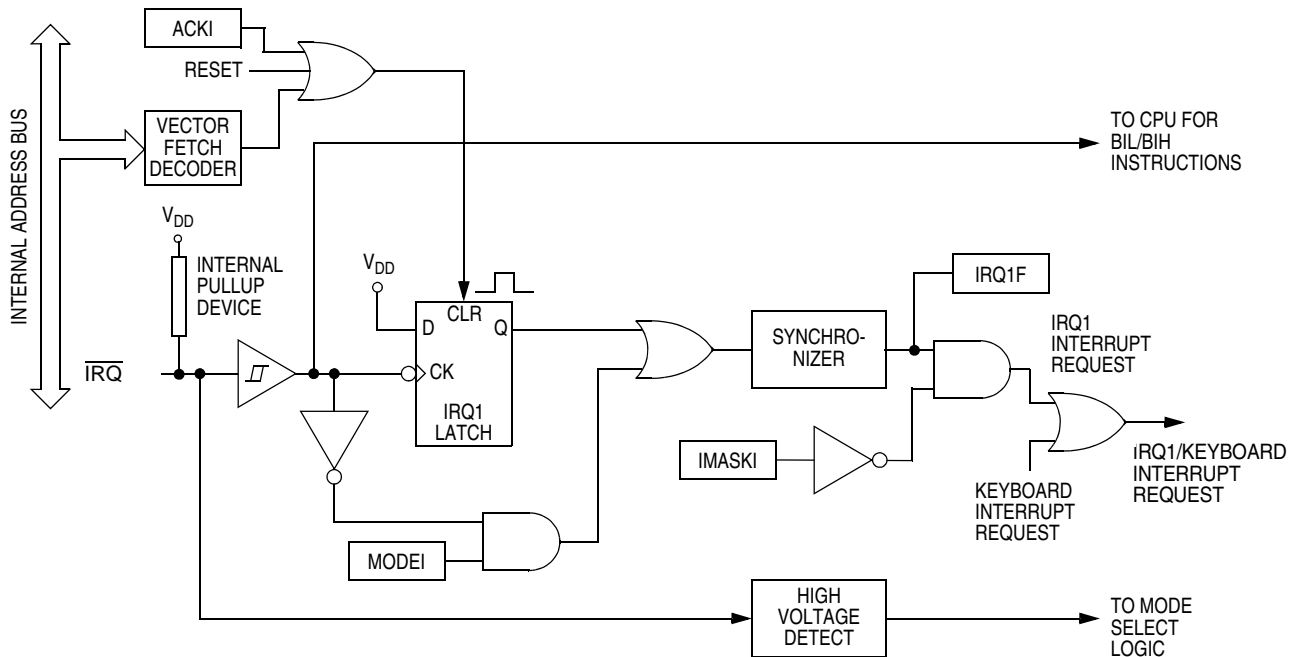 ACKI
RESET
VECTOR
FETCH
DECODER
INTERNAL ADDRESS BUS
TO CPU FOR
BIL/BIH
INSTRUCTIONS
VDD
INTERNAL
PULLUP
DEVICE
IRQ
VDD
D
CLR
Q
CK
IRQ1
LATCH
SYNCHRO-
NIZER
IRQ1F
IRQ1
INTERRUPT
REQUEST
IMASKI
KEYBOARD
INTERRUPT
REQUEST
IRQ1/KEYBOARD
INTERRUPT
REQUEST
MODEI
HIGH
VOLTAGE
DETECT
TO MODE
SELECT
LOGIC